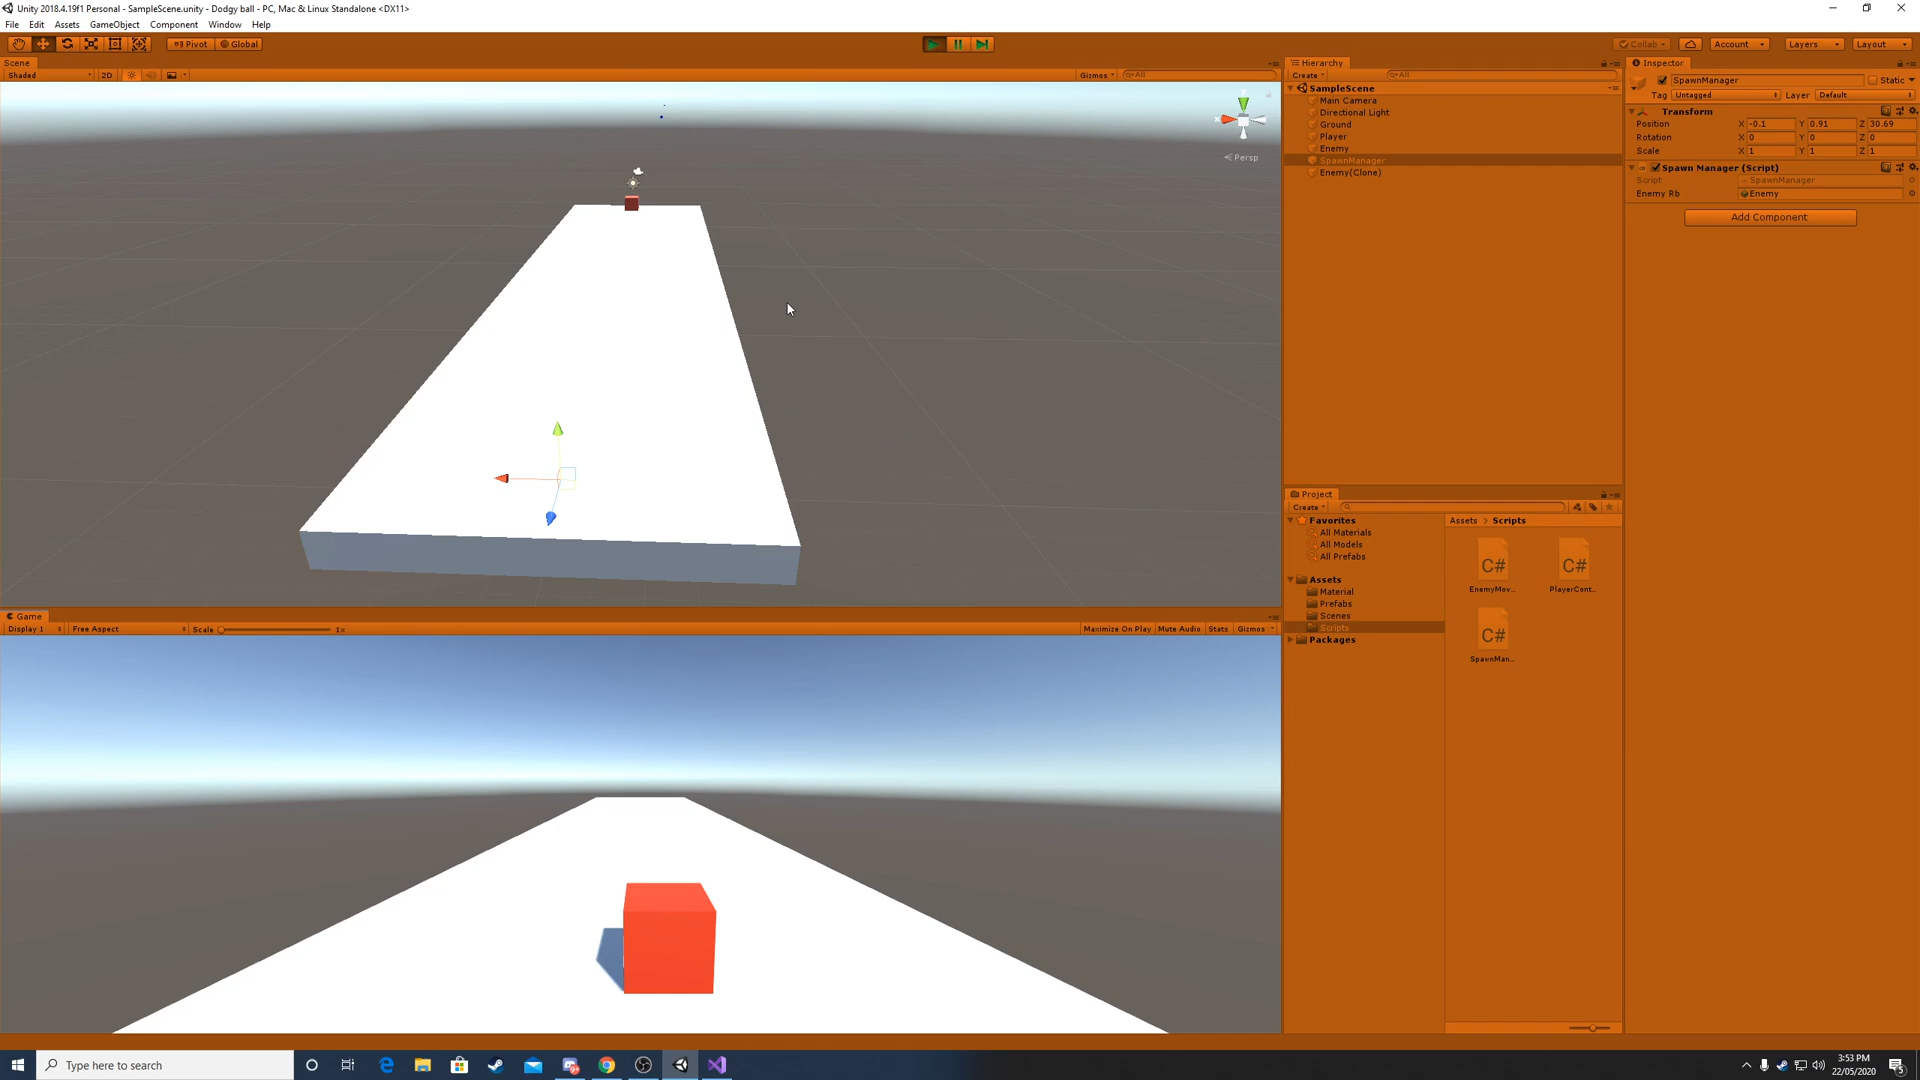 Unity 2018.4.19f1 Personal - SampleScene.unity - Dodgy ball - PC, Mac & Linux Standalone <DX11>
File Edit Assets GameObject Component Window Help
Pivot Global Collab Account Layers Layout
Scene
Shaded 2D Gizmos All
Persp
Hierarchy
Create All
SampleScene
Main Camera
Directional Light
Ground
Player
Enemy
SpawnManager
Enemy(Clone)
Inspector
SpawnManager Static
Tag Untagged Layer Default
Transform
Position X -0.1 Y 0.91 Z 30.69
Rotation X 0 Y 0 Z 0
Scale X 1 Y 1 Z 1
Spawn Manager (Script)
Script SpawnManager
Enemy Rb Enemy
Add Component
Project
Create
Favorites
All Materials
All Models
All Prefabs
Assets
Material
Prefabs
Scenes
Scripts
Packages
Assets > Scripts
C# C#
EnemyMov... PlayerCont...
C#
SpawnMan...
Game
Display 1 Free Aspect Scale 1x Maximize On Play Mute Audio Stats Gizmos
Type here to search
3:53 PM
22/05/2020
5